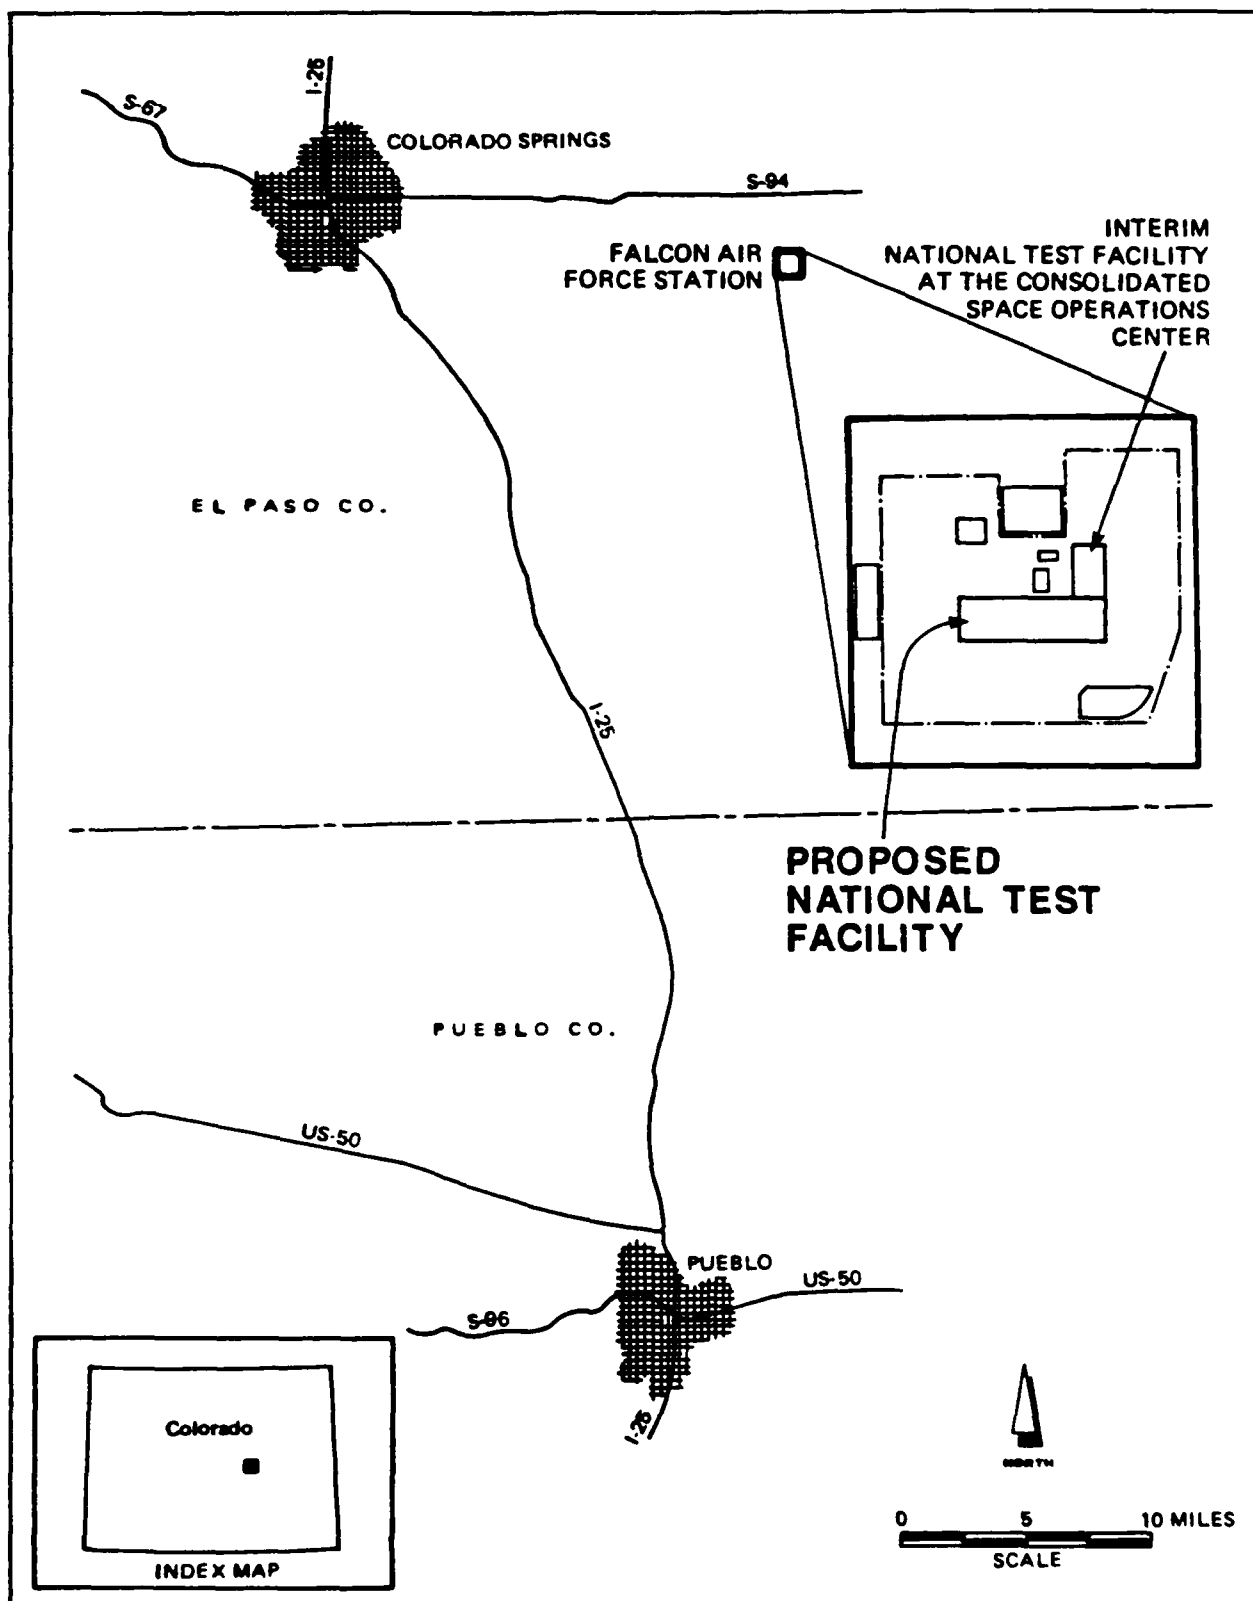 I-25
S-67
COLORADO SPRINGS
S-94
FALCON AIR
FORCE STATION
INTERIM
NATIONAL TEST FACILITY
AT THE CONSOLIDATED
SPACE OPERATIONS
CENTER
EL PASO CO.
I-25
PROPOSED
NATIONAL TEST
FACILITY
PUEBLO CO.
US-50
PUEBLO
US-50
S-96
I-25
Colorado
INDEX MAP
NORTH
0 5 10 MILES
SCALE